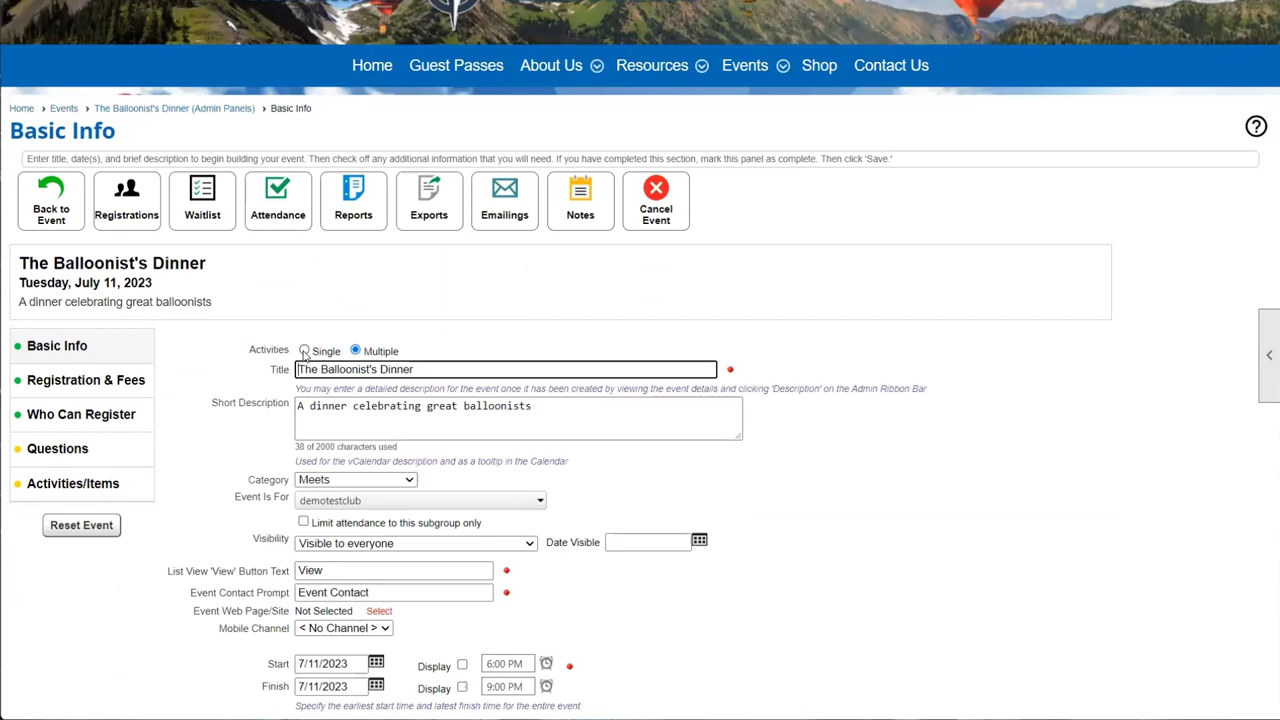 Home Guest Passes About Us Resources Events Shop Contact Us
Home > Events > The Balloonist's Dinner (Admin Panels) > Basic Info
Basic Info
Enter title, date(s), and brief description to begin building your event. Then check off any additional information that you will need. If you have completed this section, mark this panel as complete. Then click 'Save.'
Back to Event
Registrations
Waitlist
Attendance
Reports
Exports
Emailings
Notes
Cancel Event
The Balloonist's Dinner
Tuesday, July 11, 2023
A dinner celebrating great balloonists
Basic Info
Registration & Fees
Who Can Register
Questions
Activities/Items
Reset Event
Activities Single Multiple
Title The Balloonist's Dinner
You may enter a detailed description for the event once it has been created by viewing the event details and clicking 'Description' on the Admin Ribbon Bar
Short Description A dinner celebrating great balloonists
38 of 2000 characters used
Used for the vCalendar description and as a tooltip in the Calendar
Category Meets
Event Is For demotestclub
Limit attendance to this subgroup only
Visibility Visible to everyone Date Visible
List View 'View' Button Text View
Event Contact Prompt Event Contact
Event Web Page/Site Not Selected Select
Mobile Channel < No Channel >
Start 7/11/2023 Display 6:00 PM
Finish 7/11/2023 Display 9:00 PM
Specify the earliest start time and latest finish time for the entire event